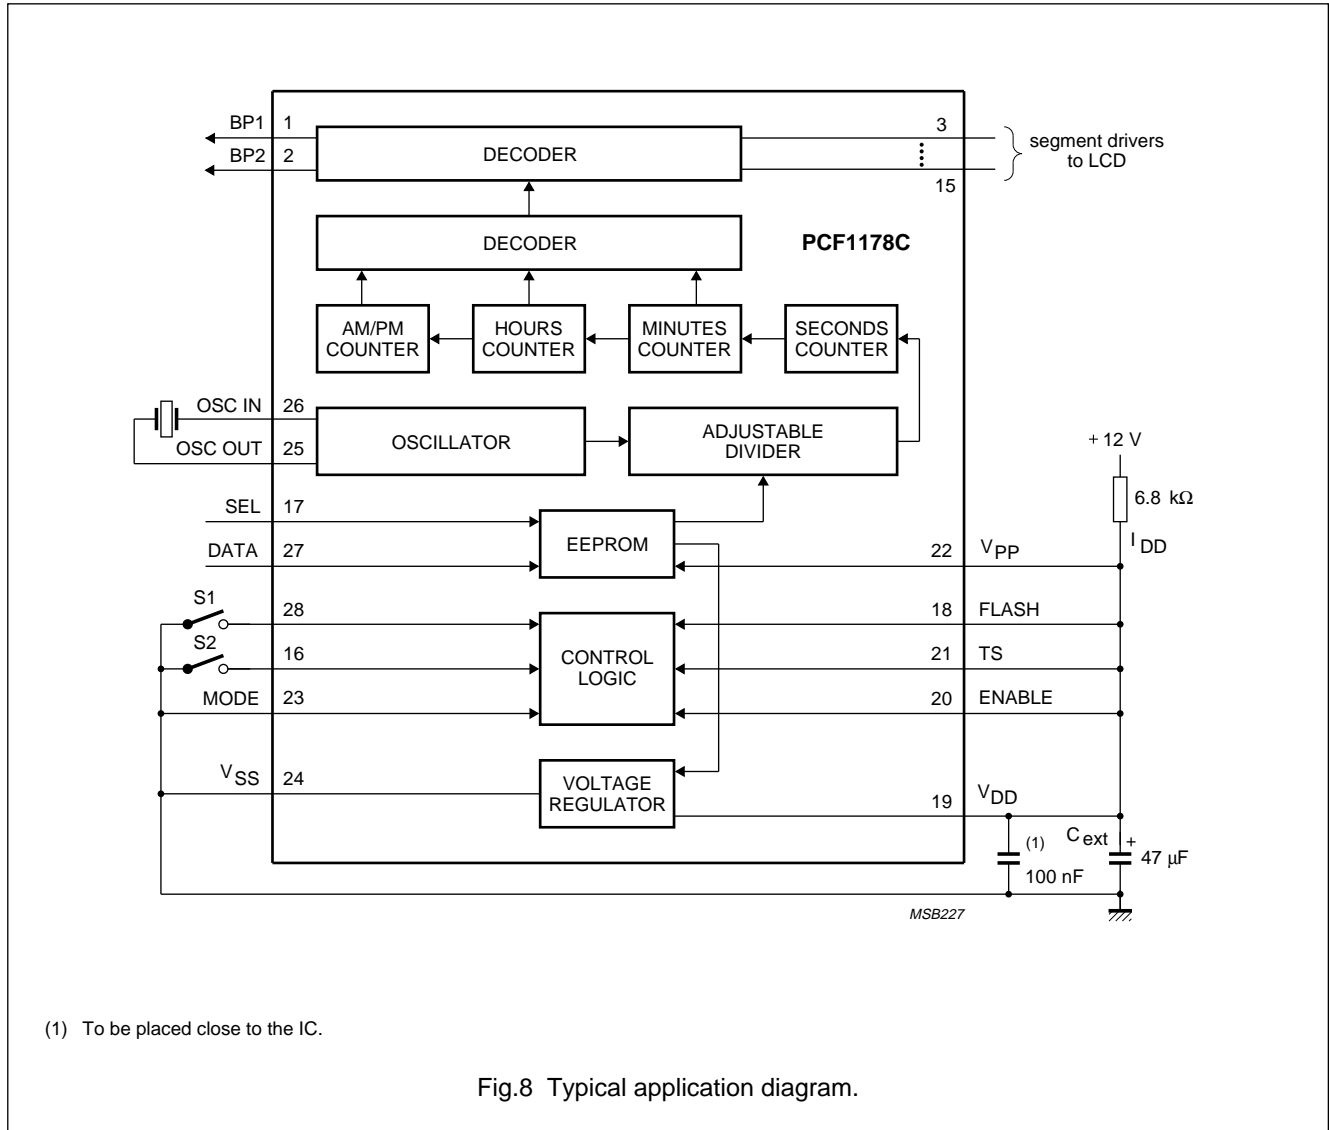 BP1 1
BP2 2
DECODER
3
15
segment drivers
to LCD
DECODER
PCF1178C
AM/PM
COUNTER
HOURS
COUNTER
MINUTES
COUNTER
SECONDS
COUNTER
OSC IN 26
OSC OUT 25
OSCILLATOR
ADJUSTABLE
DIVIDER
+ 12 V
6.8 kΩ
I DD
SEL 17
DATA 27
EEPROM
22 VPP
S1 28
S2 16
MODE 23
CONTROL
LOGIC
18 FLASH
21 TS
20 ENABLE
VSS 24
VOLTAGE
REGULATOR
19 VDD
(1)
100 nF
Cext +
47 µF
MSB227
(1) To be placed close to the IC.
Fig.8 Typical application diagram.